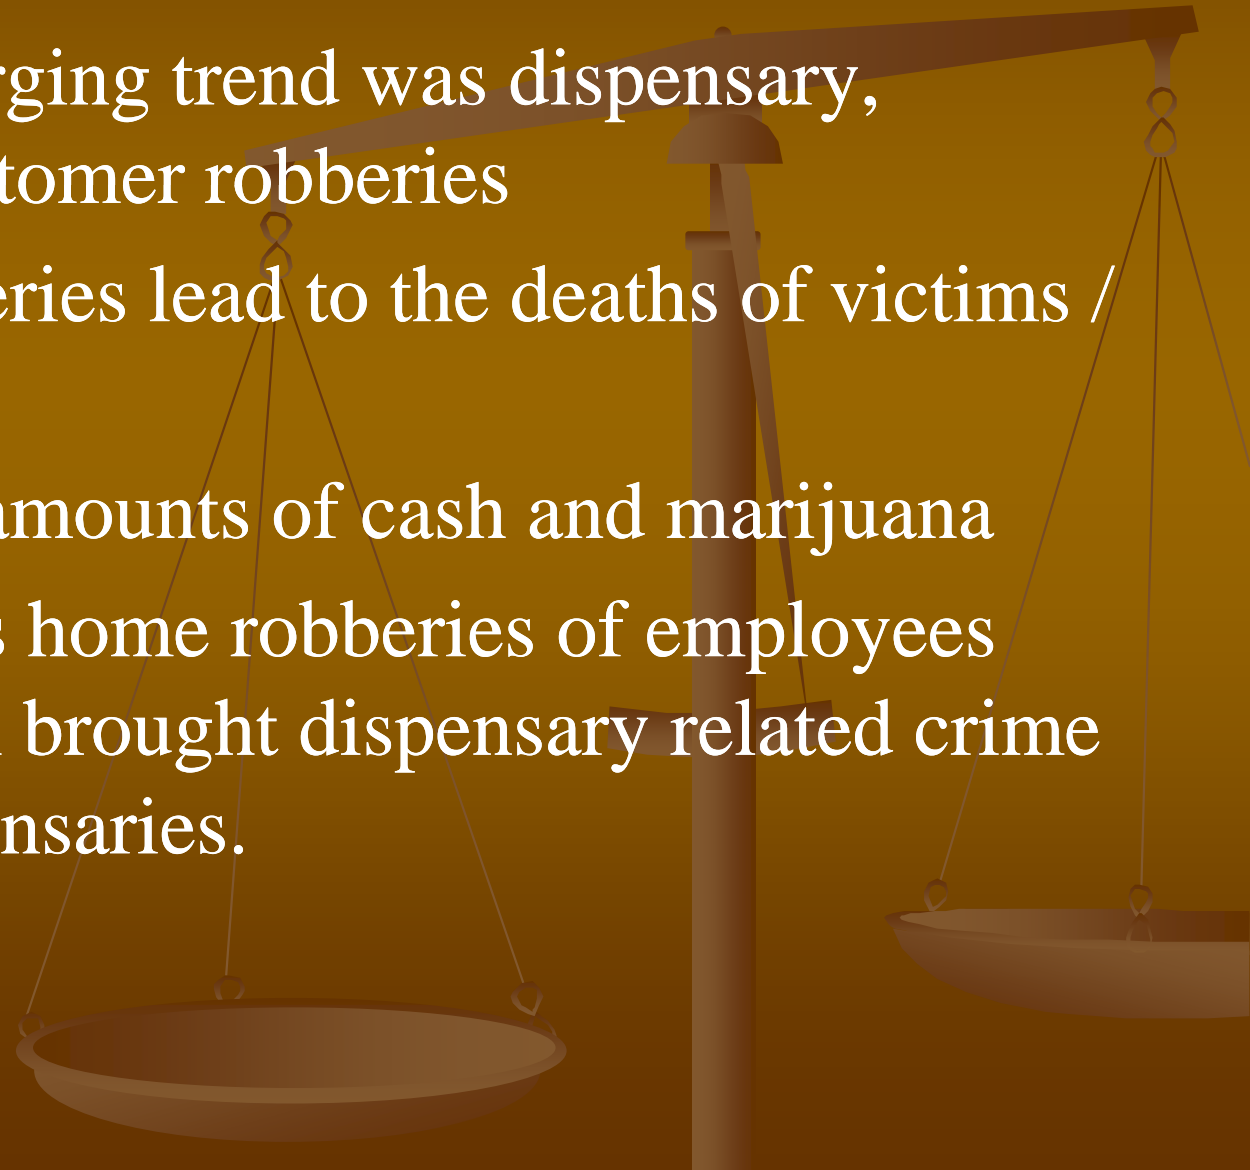 rging trend was dispensary,
tomer robberies
eries lead to the deaths of victims /
amounts of cash and marijuana
s home robberies of employees
brought dispensary related crime
nsaries.